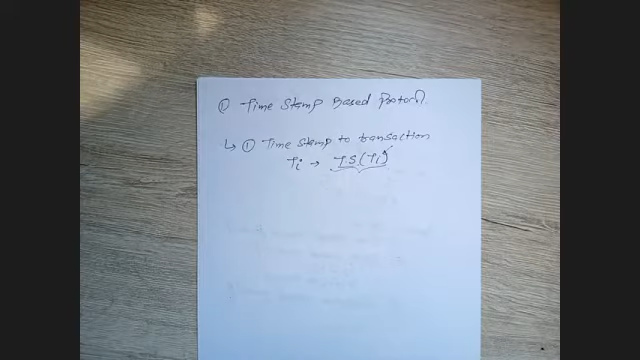 ① Time Stamp Based Protocol.
↳ ① Time stamp to transaction
Ti → TS(Ti)